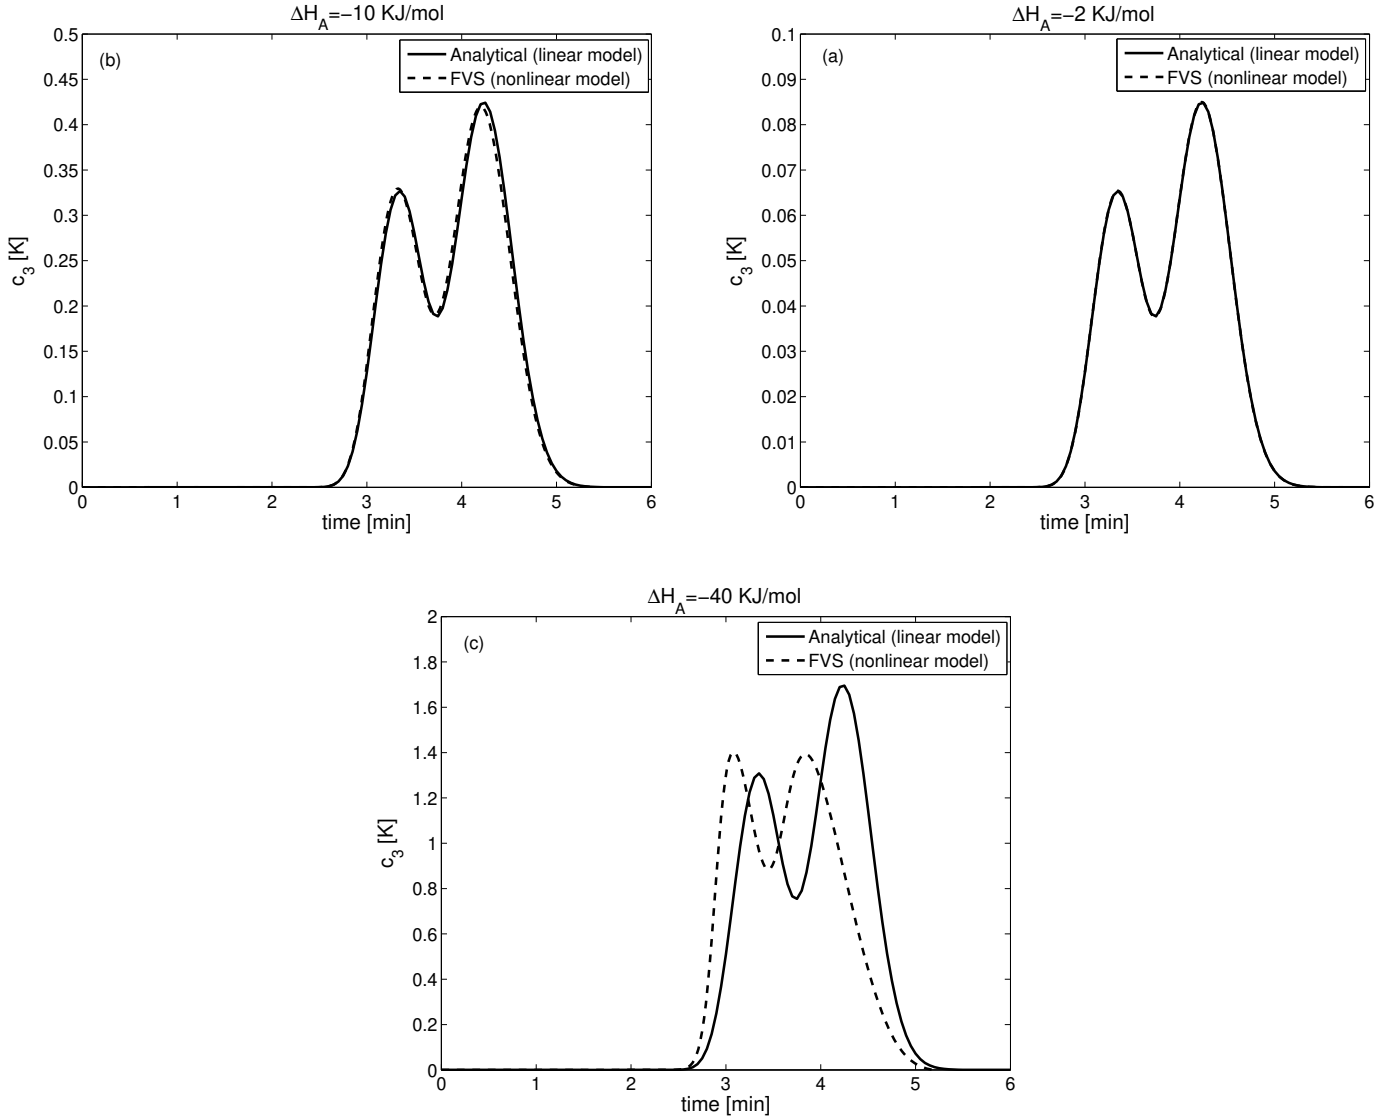 ΔH_A=−10 KJ/mol
(b)
Analytical (linear model)
FVS (nonlinear model)
0.5
0.45
0.4
0.35
0.3
0.25
0.2
0.15
0.1
0.05
0
c_3 [K]
0 1 2 3 4 5 6
time [min]
ΔH_A=−2 KJ/mol
(a)
Analytical (linear model)
FVS (nonlinear model)
0.1
0.09
0.08
0.07
0.06
0.05
0.04
0.03
0.02
0.01
0
c_3 [K]
0 1 2 3 4 5 6
time [min]
ΔH_A=−40 KJ/mol
(c)
Analytical (linear model)
FVS (nonlinear model)
2
1.8
1.6
1.4
1.2
1
0.8
0.6
0.4
0.2
0
c_3 [K]
0 1 2 3 4 5 6
time [min]